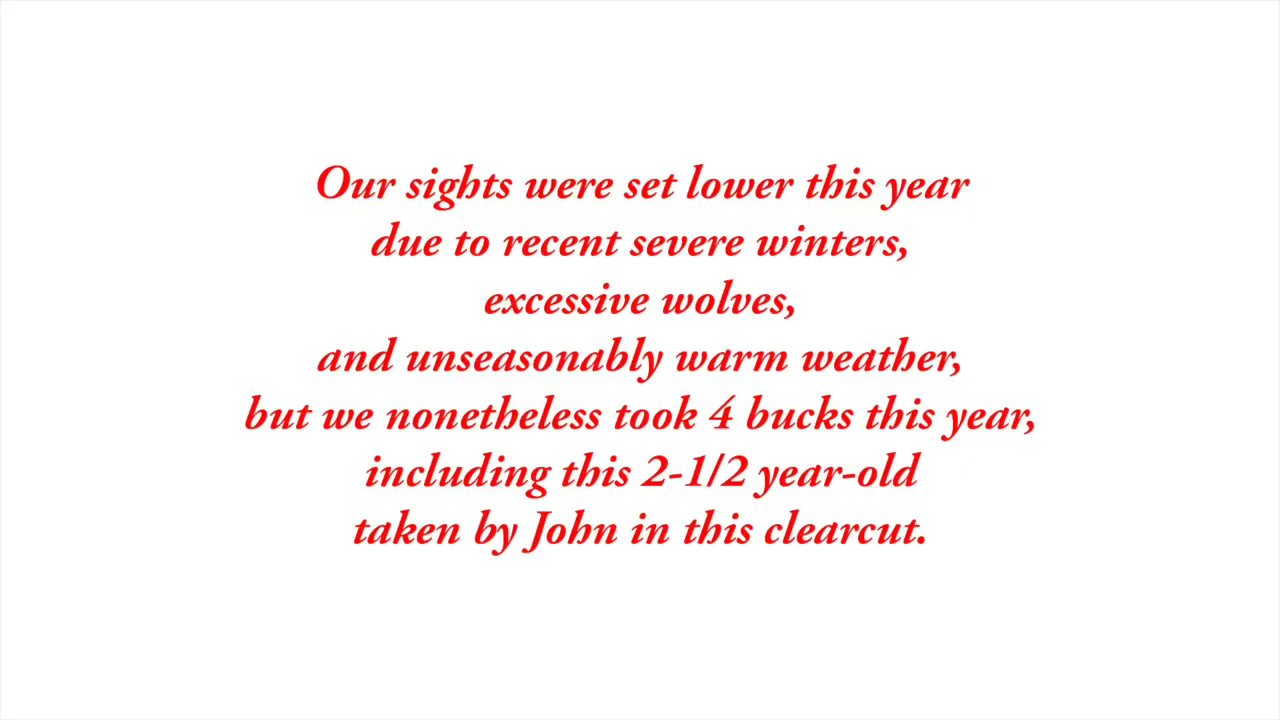 Our sights were set lower this year
due to recent severe winters,
excessive wolves,
and unseasonably warm weather,
but we nonetheless took 4 bucks this year,
including this 2-1/2 year-old
taken by John in this clearcut.